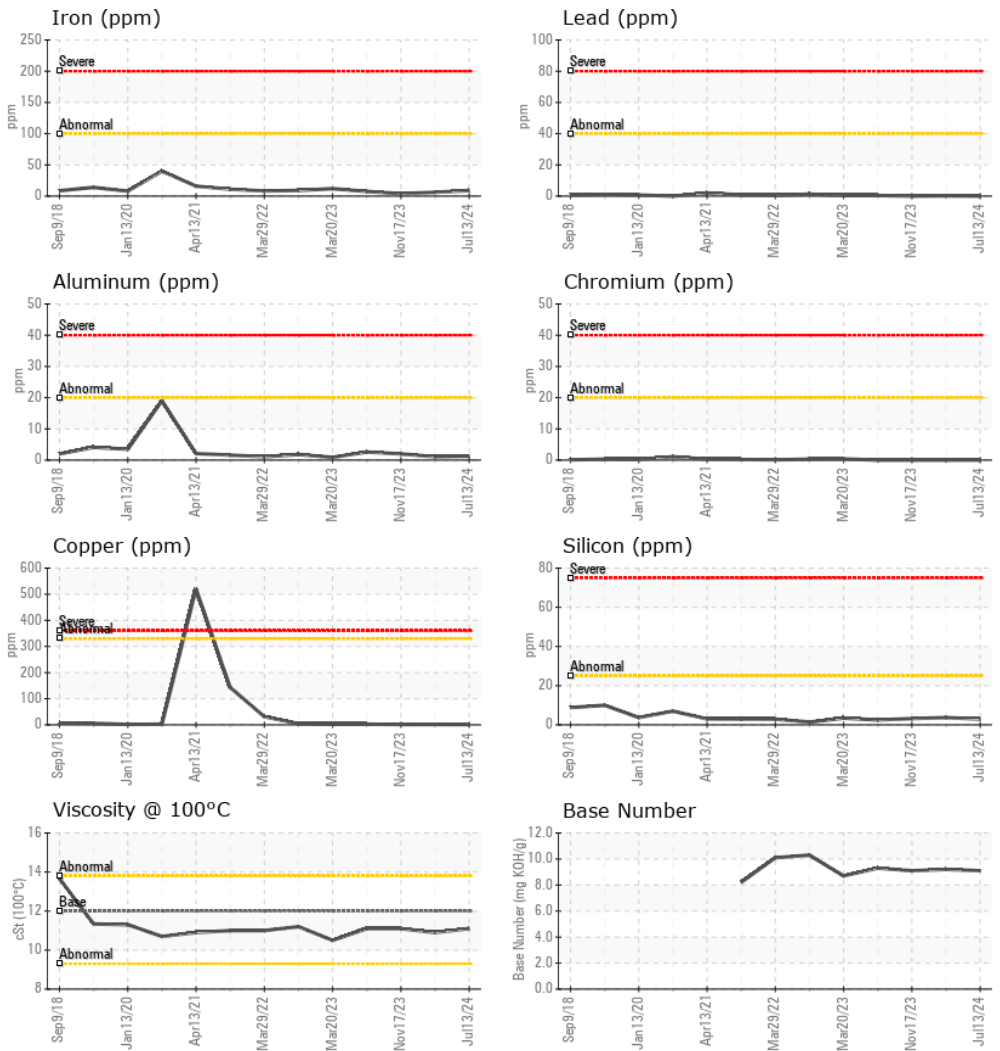 Iron (ppm)
250
200
150
100
50
0
ppm
Severe
Abnormal
Sep9/18
Jan13/20
Apr13/21
Mar29/22
Mar20/23
Nov17/23
Jul13/24
Lead (ppm)
100
80
60
40
20
0
ppm
Severe
Abnormal
Sep9/18
Jan13/20
Apr13/21
Mar29/22
Mar20/23
Nov17/23
Jul13/24
Aluminum (ppm)
50
40
30
20
10
0
ppm
Severe
Abnormal
Sep9/18
Jan13/20
Apr13/21
Mar29/22
Mar20/23
Nov17/23
Jul13/24
Chromium (ppm)
50
40
30
20
10
0
ppm
Severe
Abnormal
Sep9/18
Jan13/20
Apr13/21
Mar29/22
Mar20/23
Nov17/23
Jul13/24
Copper (ppm)
600
500
400
300
200
100
0
ppm
Severe
Abnormal
Sep9/18
Jan13/20
Apr13/21
Mar29/22
Mar20/23
Nov17/23
Jul13/24
Silicon (ppm)
80
60
40
20
0
ppm
Severe
Abnormal
Sep9/18
Jan13/20
Apr13/21
Mar29/22
Mar20/23
Nov17/23
Jul13/24
Viscosity @ 100°C
16
14
12
10
8
cSt (100°C)
Abnormal
Base
Abnormal
Sep9/18
Jan13/20
Apr13/21
Mar29/22
Mar20/23
Nov17/23
Jul13/24
Base Number
12.0
10.0
8.0
6.0
4.0
2.0
0.0
Base Number (mg KOH/g)
Sep9/18
Jan13/20
Apr13/21
Mar29/22
Mar20/23
Nov17/23
Jul13/24